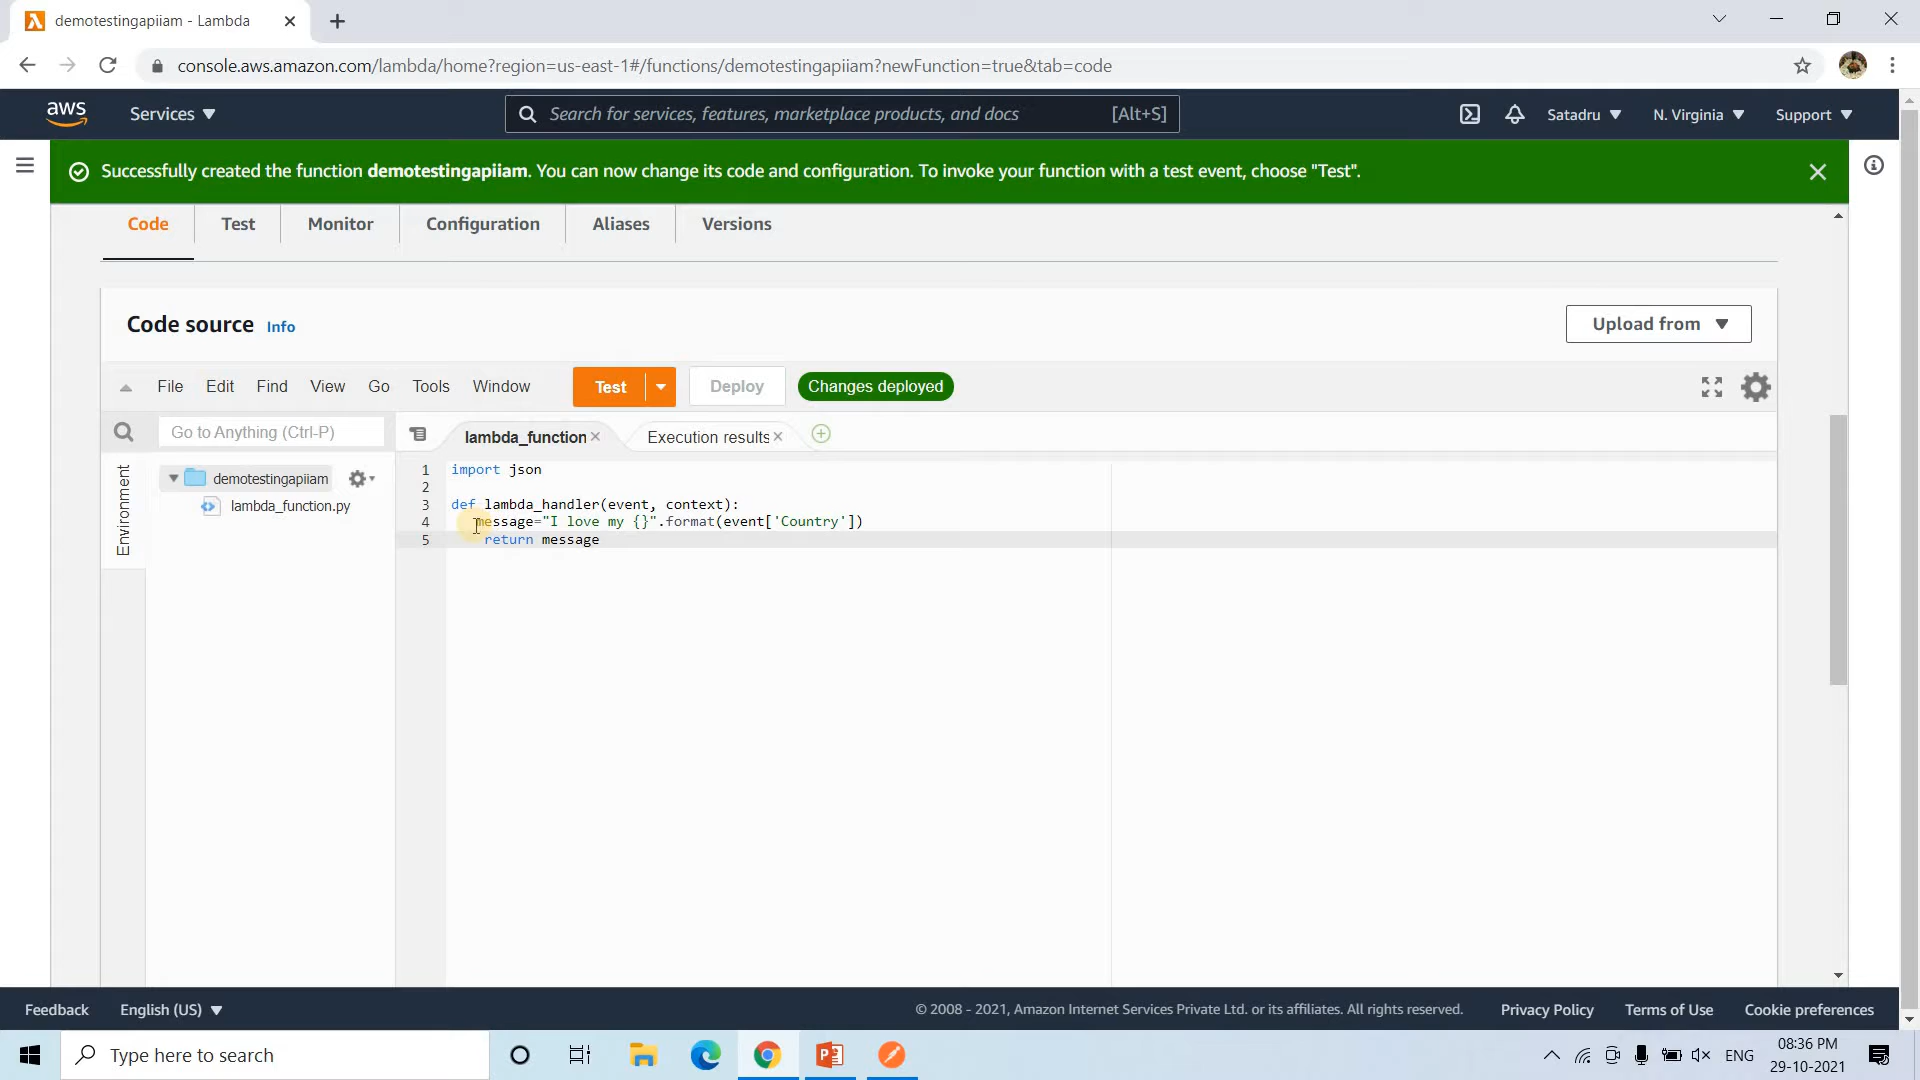 demotestingapiiam - Lambda
console.aws.amazon.com/lambda/home?region=us-east-1#/functions/demotestingapiiam?newFunction=true&tab=code
aws
Services
Search for services, features, marketplace products, and docs
[Alt+S]
Satadru
N. Virginia
Support
Successfully created the function demotestingapiiam. You can now change its code and configuration. To invoke your function with a test event, choose "Test".
Code
Test
Monitor
Configuration
Aliases
Versions
Code source Info
Upload from
File Edit Find View Go Tools Window
Test
Deploy
Changes deployed
Go to Anything (Ctrl-P)
lambda_function
Execution results
Environment
demotestingapiiam
lambda_function.py
1 import json
2
3 def lambda_handler(event, context):
4 message="I love my {}".format(event['Country'])
5 return message
Feedback
English (US)
© 2008 - 2021, Amazon Internet Services Private Ltd. or its affiliates. All rights reserved.
Privacy Policy
Terms of Use
Cookie preferences
Type here to search
ENG
08:36 PM
29-10-2021